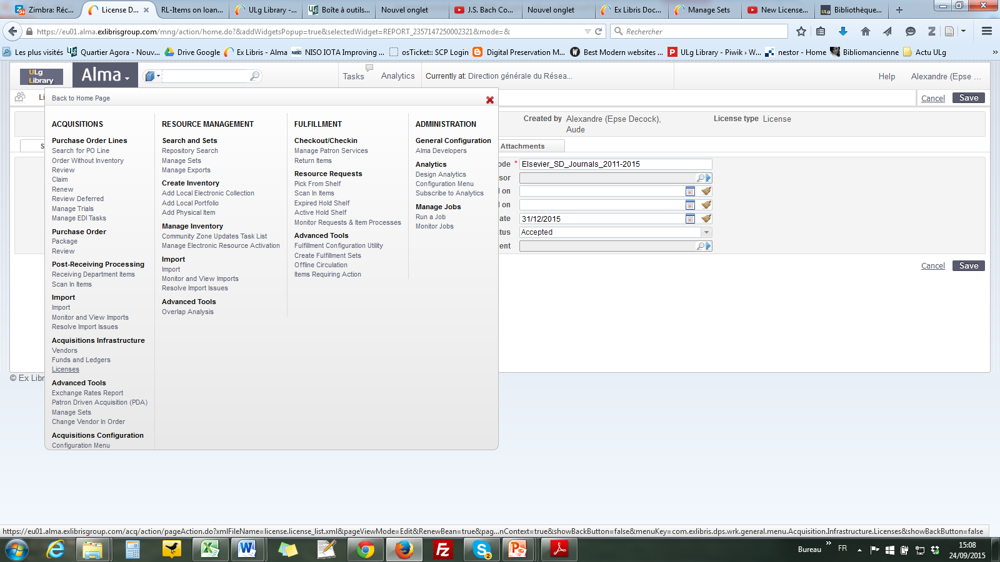 Zimbra: Réc...
License D...
RL-Items on loan...
ULg Library -...
Boîte à outils...
Nouvel onglet
J.S. Bach Co...
Nouvel onglet
Ex Libris Doc...
Manage Sets
New License...
Bibliothèque...
https://eu01.alma.exlibrisgroup.com/mng/action/home.do?&addWidgetsPopup=true&selectedWidget=REPORT_2357147250002321&mode=&
Rechercher
Les plus visités
Quartier Agora - Nouv...
Drive Google
Ex Libris - Alma
NISO IOTA Improving ...
osTicket:: SCP Login
Digital Preservation M...
Best Modern websites ...
ULg Library - Piwik › W...
nestor - Home
Bibliomancienne
Actu ULg
ULg Library
Alma
Tasks
Analytics
Currently at: Direction générale du Résea...
Help
Alexandre (Epse ...
Li
Back to Home Page
Cancel
Save
Created by Alexandre (Epse Decock), Aude
License type License
S
Attachments
ACQUISITIONS
Purchase Order Lines
Search for PO Line
Order Without Inventory
Review
Claim
Renew
Review Deferred
Manage Trials
Manage EDI Tasks
Purchase Order
Package
Review
Post-Receiving Processing
Receiving Department Items
Scan In Items
Import
Import
Monitor and View Imports
Resolve Import Issues
Acquisitions Infrastructure
Vendors
Funds and Ledgers
Licenses
Advanced Tools
Exchange Rates Report
Patron Driven Acquisition (PDA)
Manage Sets
Change Vendor In Order
Acquisitions Configuration
Configuration Menu
RESOURCE MANAGEMENT
Search and Sets
Repository Search
Manage Sets
Manage Exports
Create Inventory
Add Local Electronic Collection
Add Local Portfolio
Add Physical Item
Manage Inventory
Community Zone Updates Task List
Manage Electronic Resource Activation
Import
Import
Monitor and View Imports
Resolve Import Issues
Advanced Tools
Overlap Analysis
FULFILLMENT
Checkout/Checkin
Manage Patron Services
Return Items
Resource Requests
Pick From Shelf
Scan In Items
Expired Hold Shelf
Active Hold Shelf
Monitor Requests & Item Processes
Advanced Tools
Fulfillment Configuration Utility
Create Fulfillment Sets
Offline Circulation
Items Requiring Action
ADMINISTRATION
General Configuration
Alma Developers
Analytics
Design Analytics
Configuration Menu
Subscribe to Analytics
Manage Jobs
Run a Job
Monitor Jobs
ode * Elsevier_SD_Journals_2011-2015
sor
l on
l on
ate 31/12/2015
tus Accepted
ent
Cancel
Save
© Ex Libr
https://eu01.alma.exlibrisgroup.com/acq/action/pageAction.do?xmlFileName=license.license_list.xml&pageViewMode=Edit&RenewBean=true&pag...nContext=true&showBackButton=false&menuKey=com.exlibris.dps.wrk.general.menu.Acquisition.Infrastructure.Licenses&showBackButton=false
Bureau
FR
15:08
24/09/2015